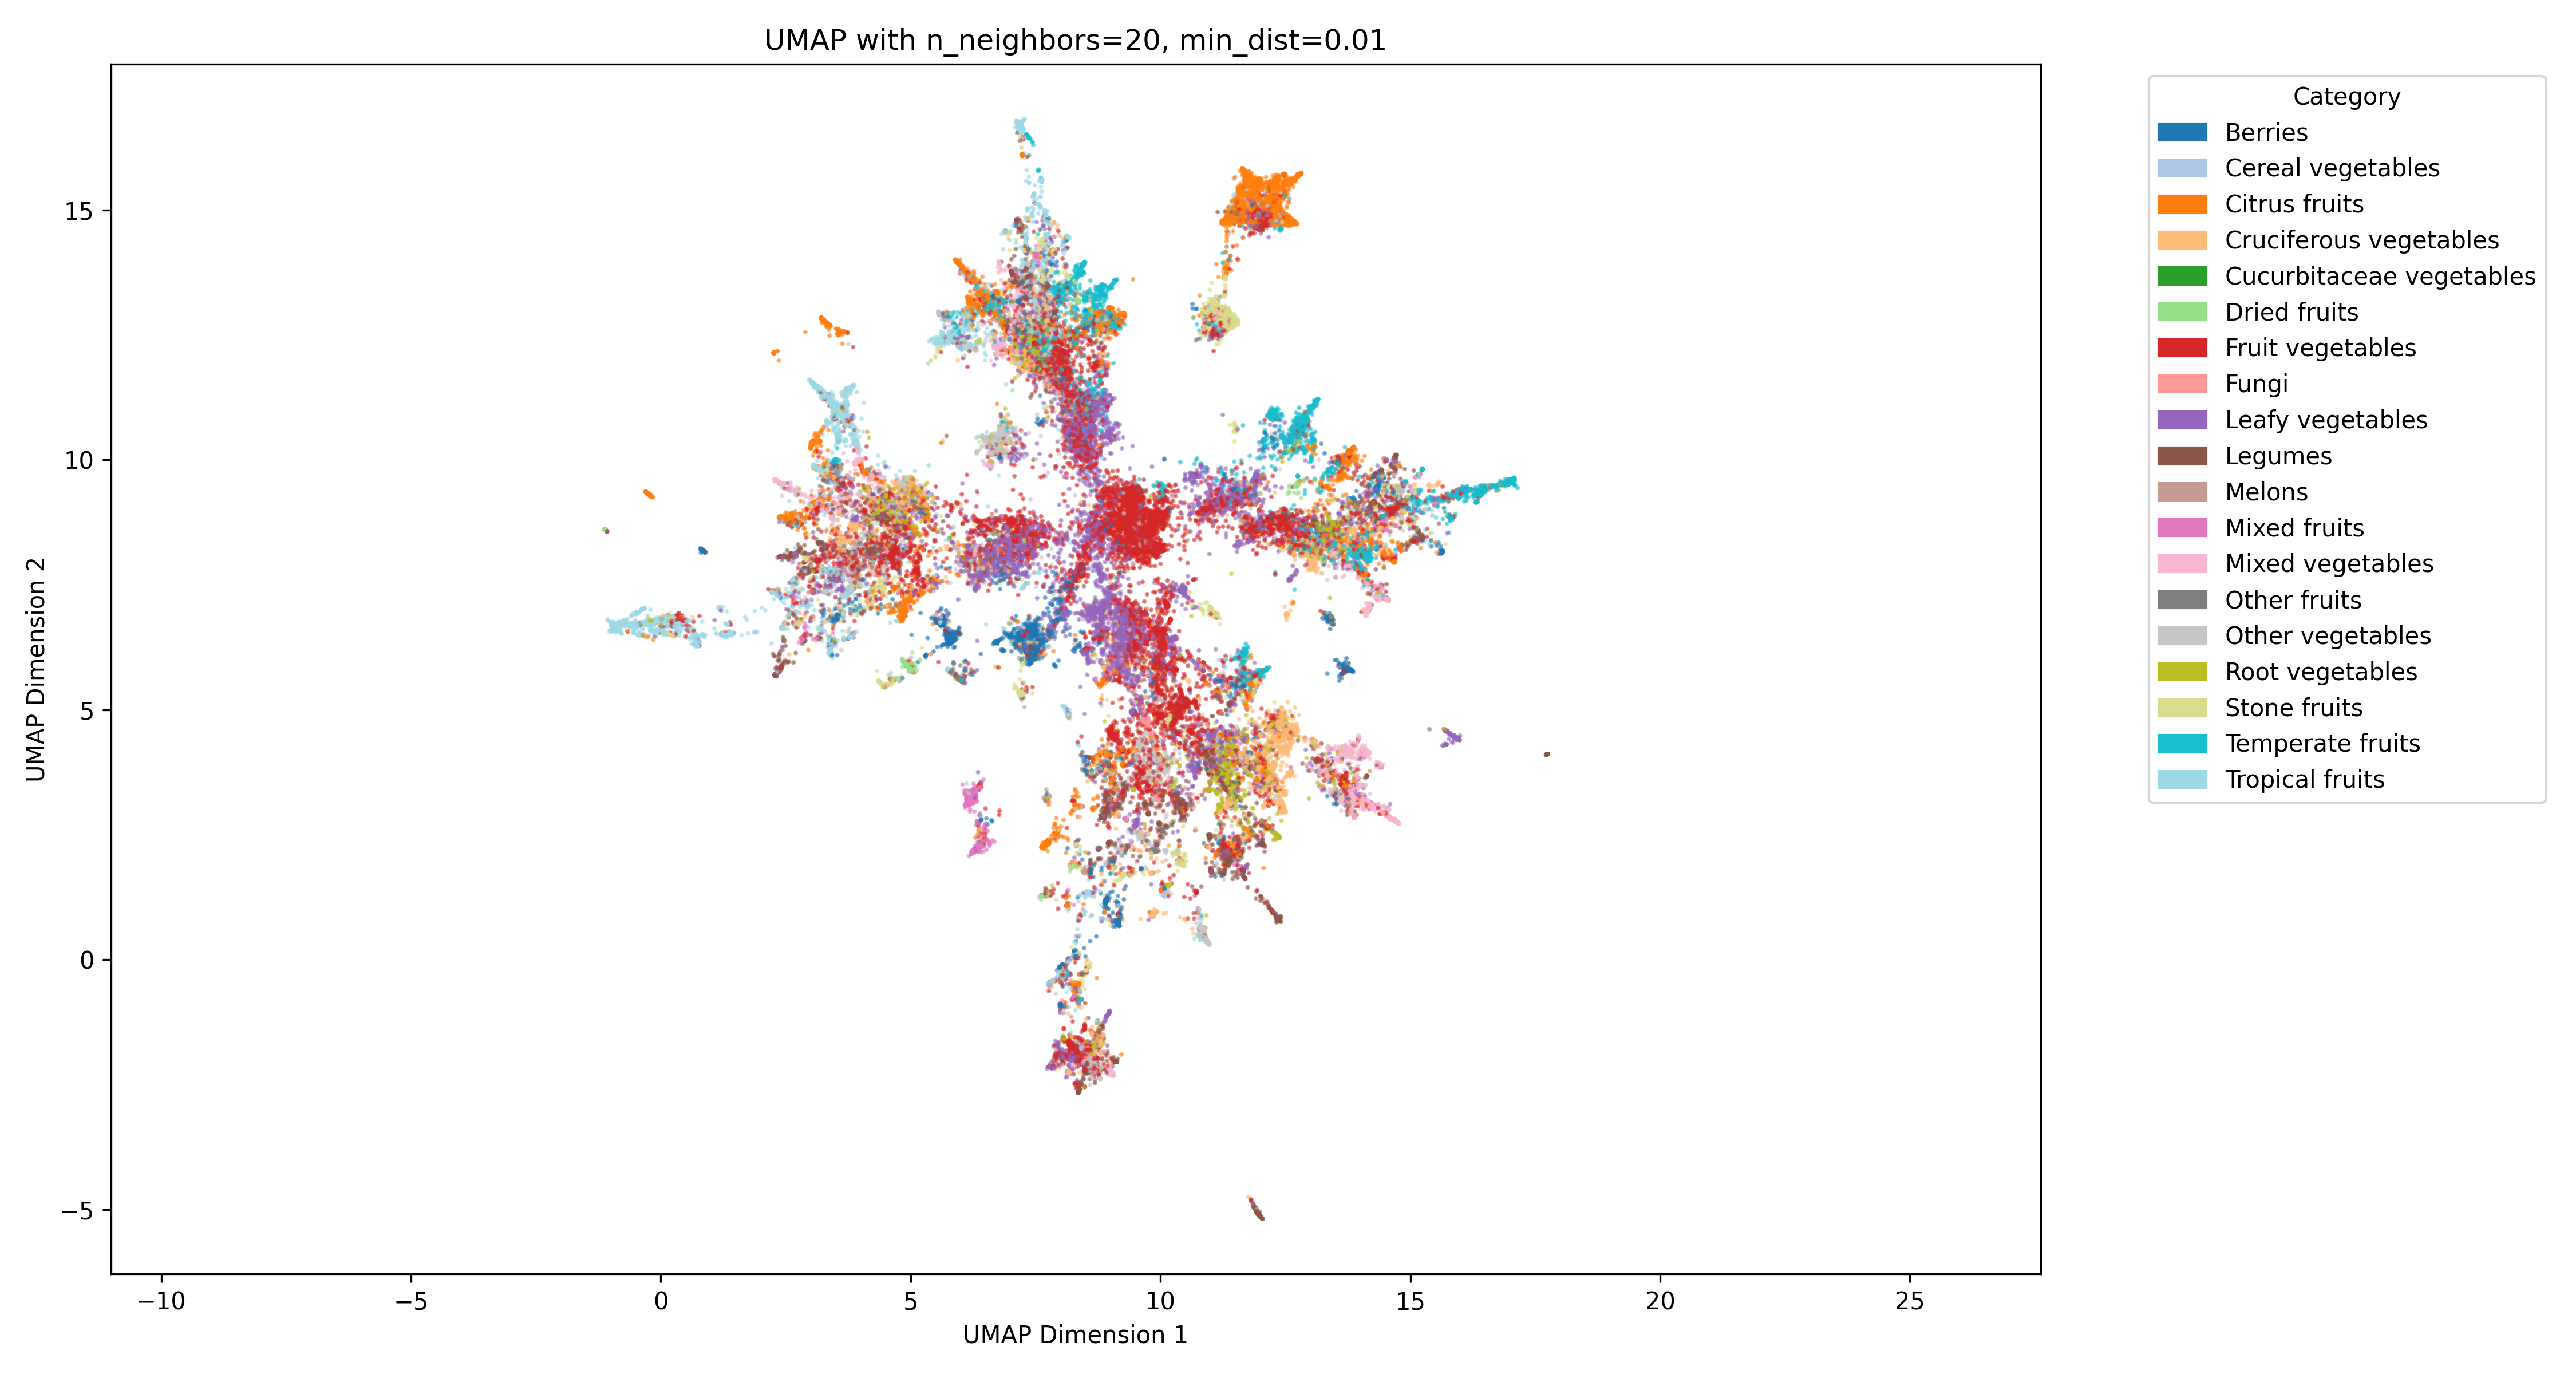 UMAP with n_neighbors=20, min_dist=0.01
Category
Berries
Cereal vegetables
Citrus fruits
Cruciferous vegetables
Cucurbitaceae vegetables
Dried fruits
Fruit vegetables
Fungi
Leafy vegetables
Legumes
Melons
Mixed fruits
Mixed vegetables
Other fruits
Other vegetables
Root vegetables
Stone fruits
Temperate fruits
Tropical fruits
UMAP Dimension 2
15
10
5
0
−5
−10
−5
0
5
10
15
20
25
UMAP Dimension 1